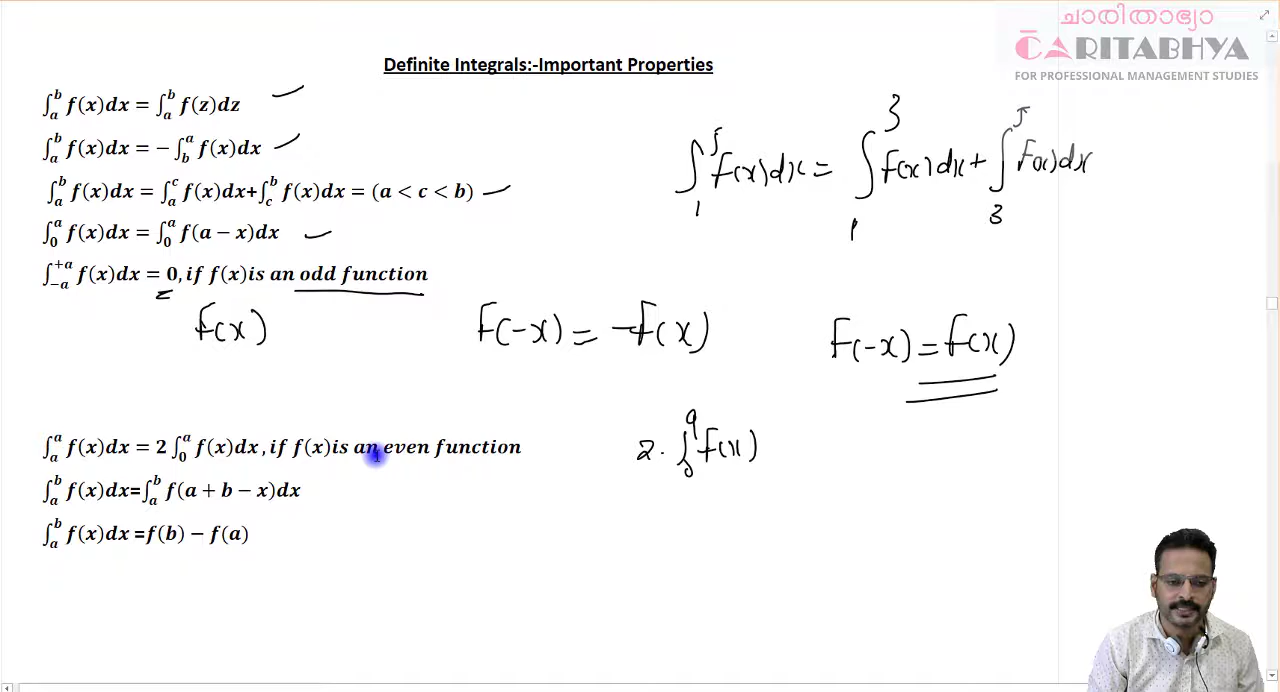 ചാരിതാഭ്യാ
CARITABHYA
FOR PROFESSIONAL MANAGEMENT STUDIES
Definite Integrals:-Important Properties
∫_a^b f(x)dx = ∫_a^b f(z)dz
∫_a^b f(x)dx = −∫_b^a f(x)dx
∫_a^b f(x)dx = ∫_a^c f(x)dx+∫_c^b f(x)dx = (a < c < b)
∫_1^5 f(x)dx = ∫_1^3 f(x)dx + ∫_3^5 f(x)dx
∫_0^a f(x)dx = ∫_0^a f(a − x)dx
∫_{-a}^{+a} f(x)dx = 0, if f(x)is an odd function
f(x) f(-x) = -f(x) f(-x) = f(x)
∫_a^a f(x)dx = 2 ∫_0^a f(x)dx, if f(x)is an even function
2. ∫_0^a f(x)
∫_a^b f(x)dx=∫_a^b f(a + b − x)dx
∫_a^b f(x)dx =f(b) − f(a)